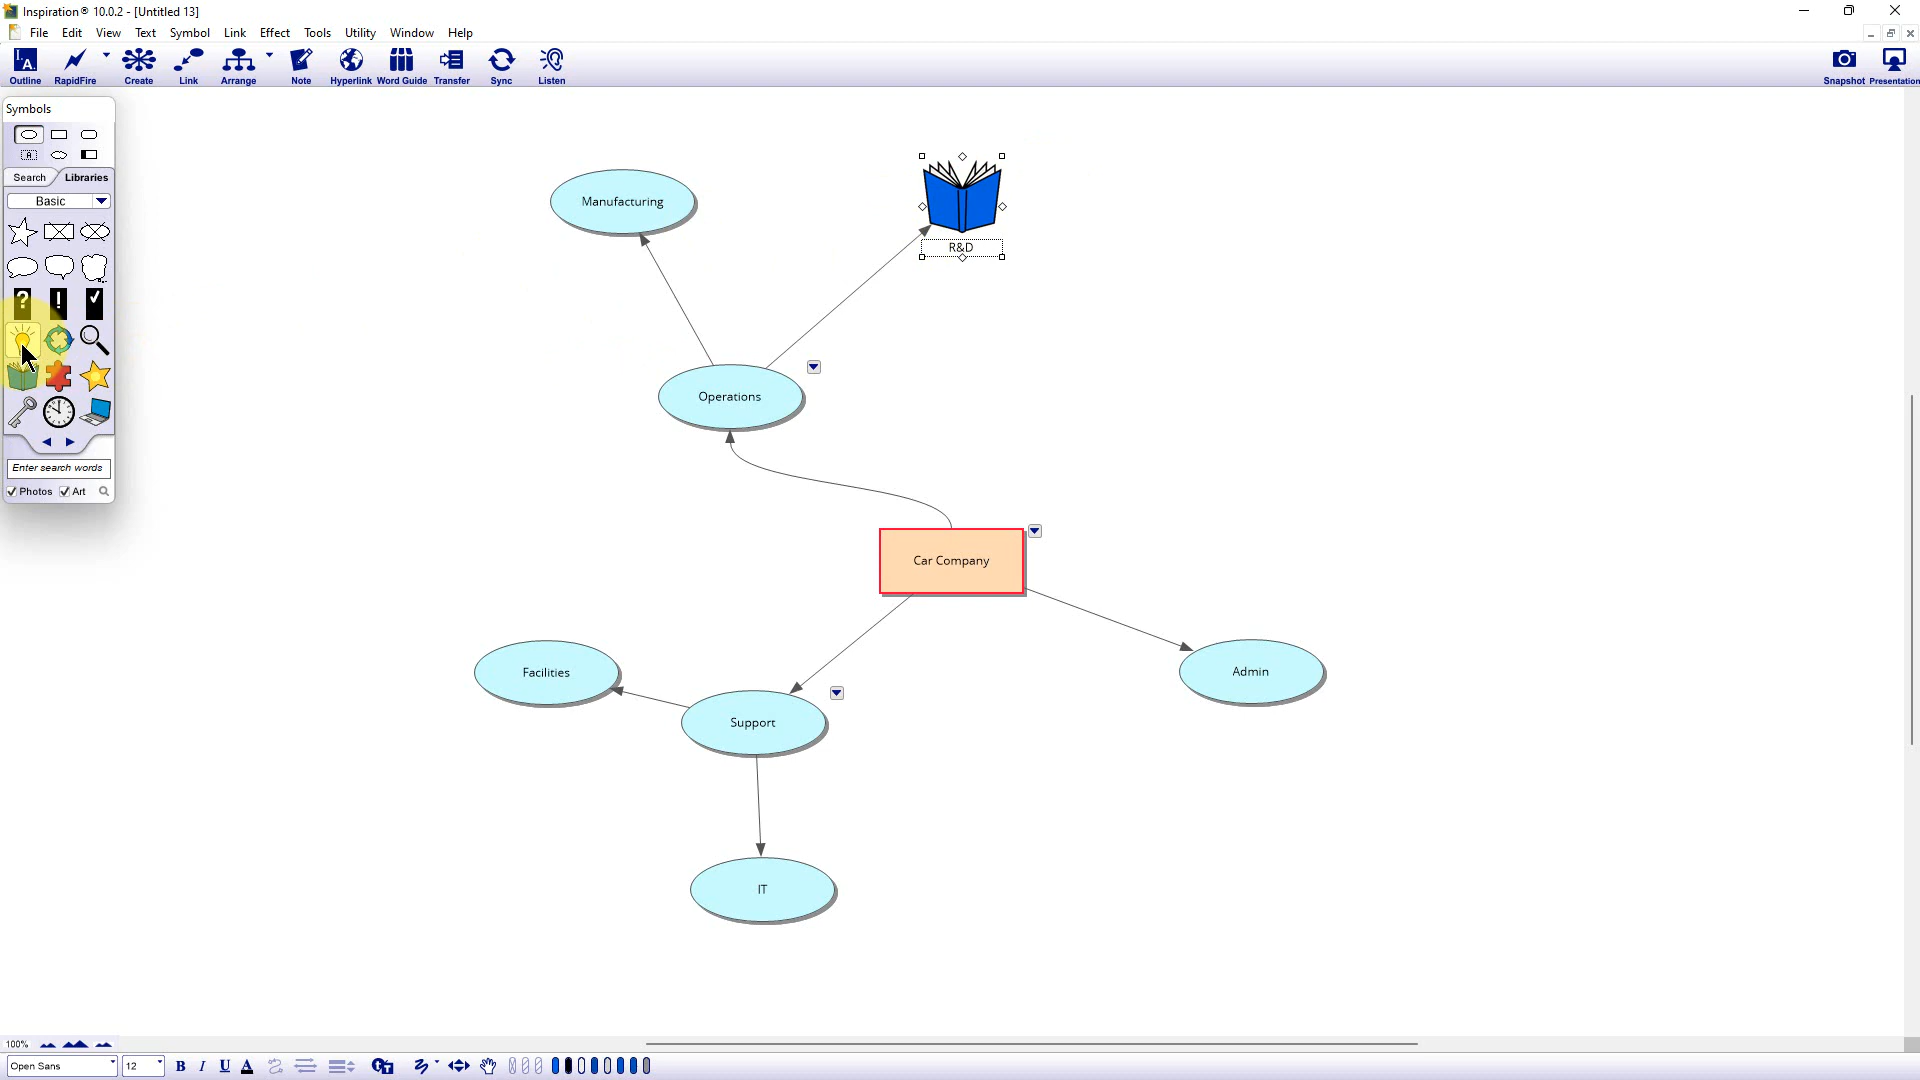 Inspiration® 10.0.2 - [Untitled 13]
File Edit View Text Symbol Link Effect Tools Utility Window Help
Outline RapidFire Create Link Arrange Note Hyperlink Word Guide Transfer Sync Listen Snapshot Presentation
Symbols
A
Search Libraries
Basic
? !
Enter search words
Photos Art
Manufacturing
R&D
Operations
Car Company
Facilities
Admin
Support
IT
100%
Open Sans 12 B I U A